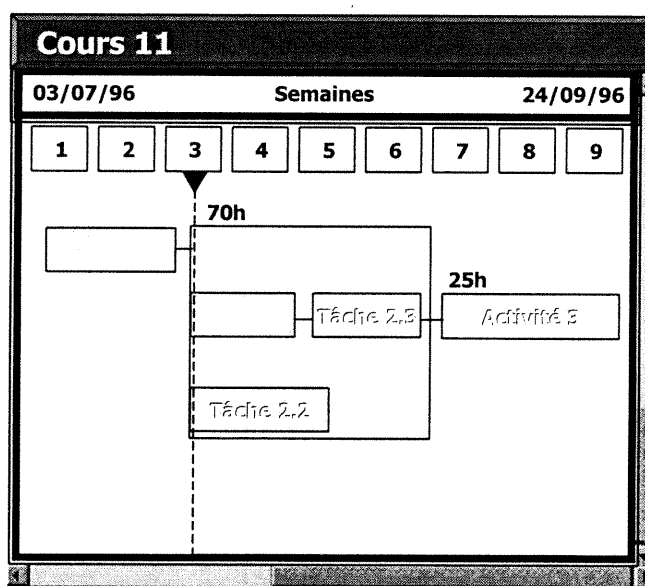 Cours 11
03/07/96 Semaines 24/09/96
1 2 3 4 5 6 7 8 9
70h
25h
Tâche 2.3 Activité 3
Tâche 2.2